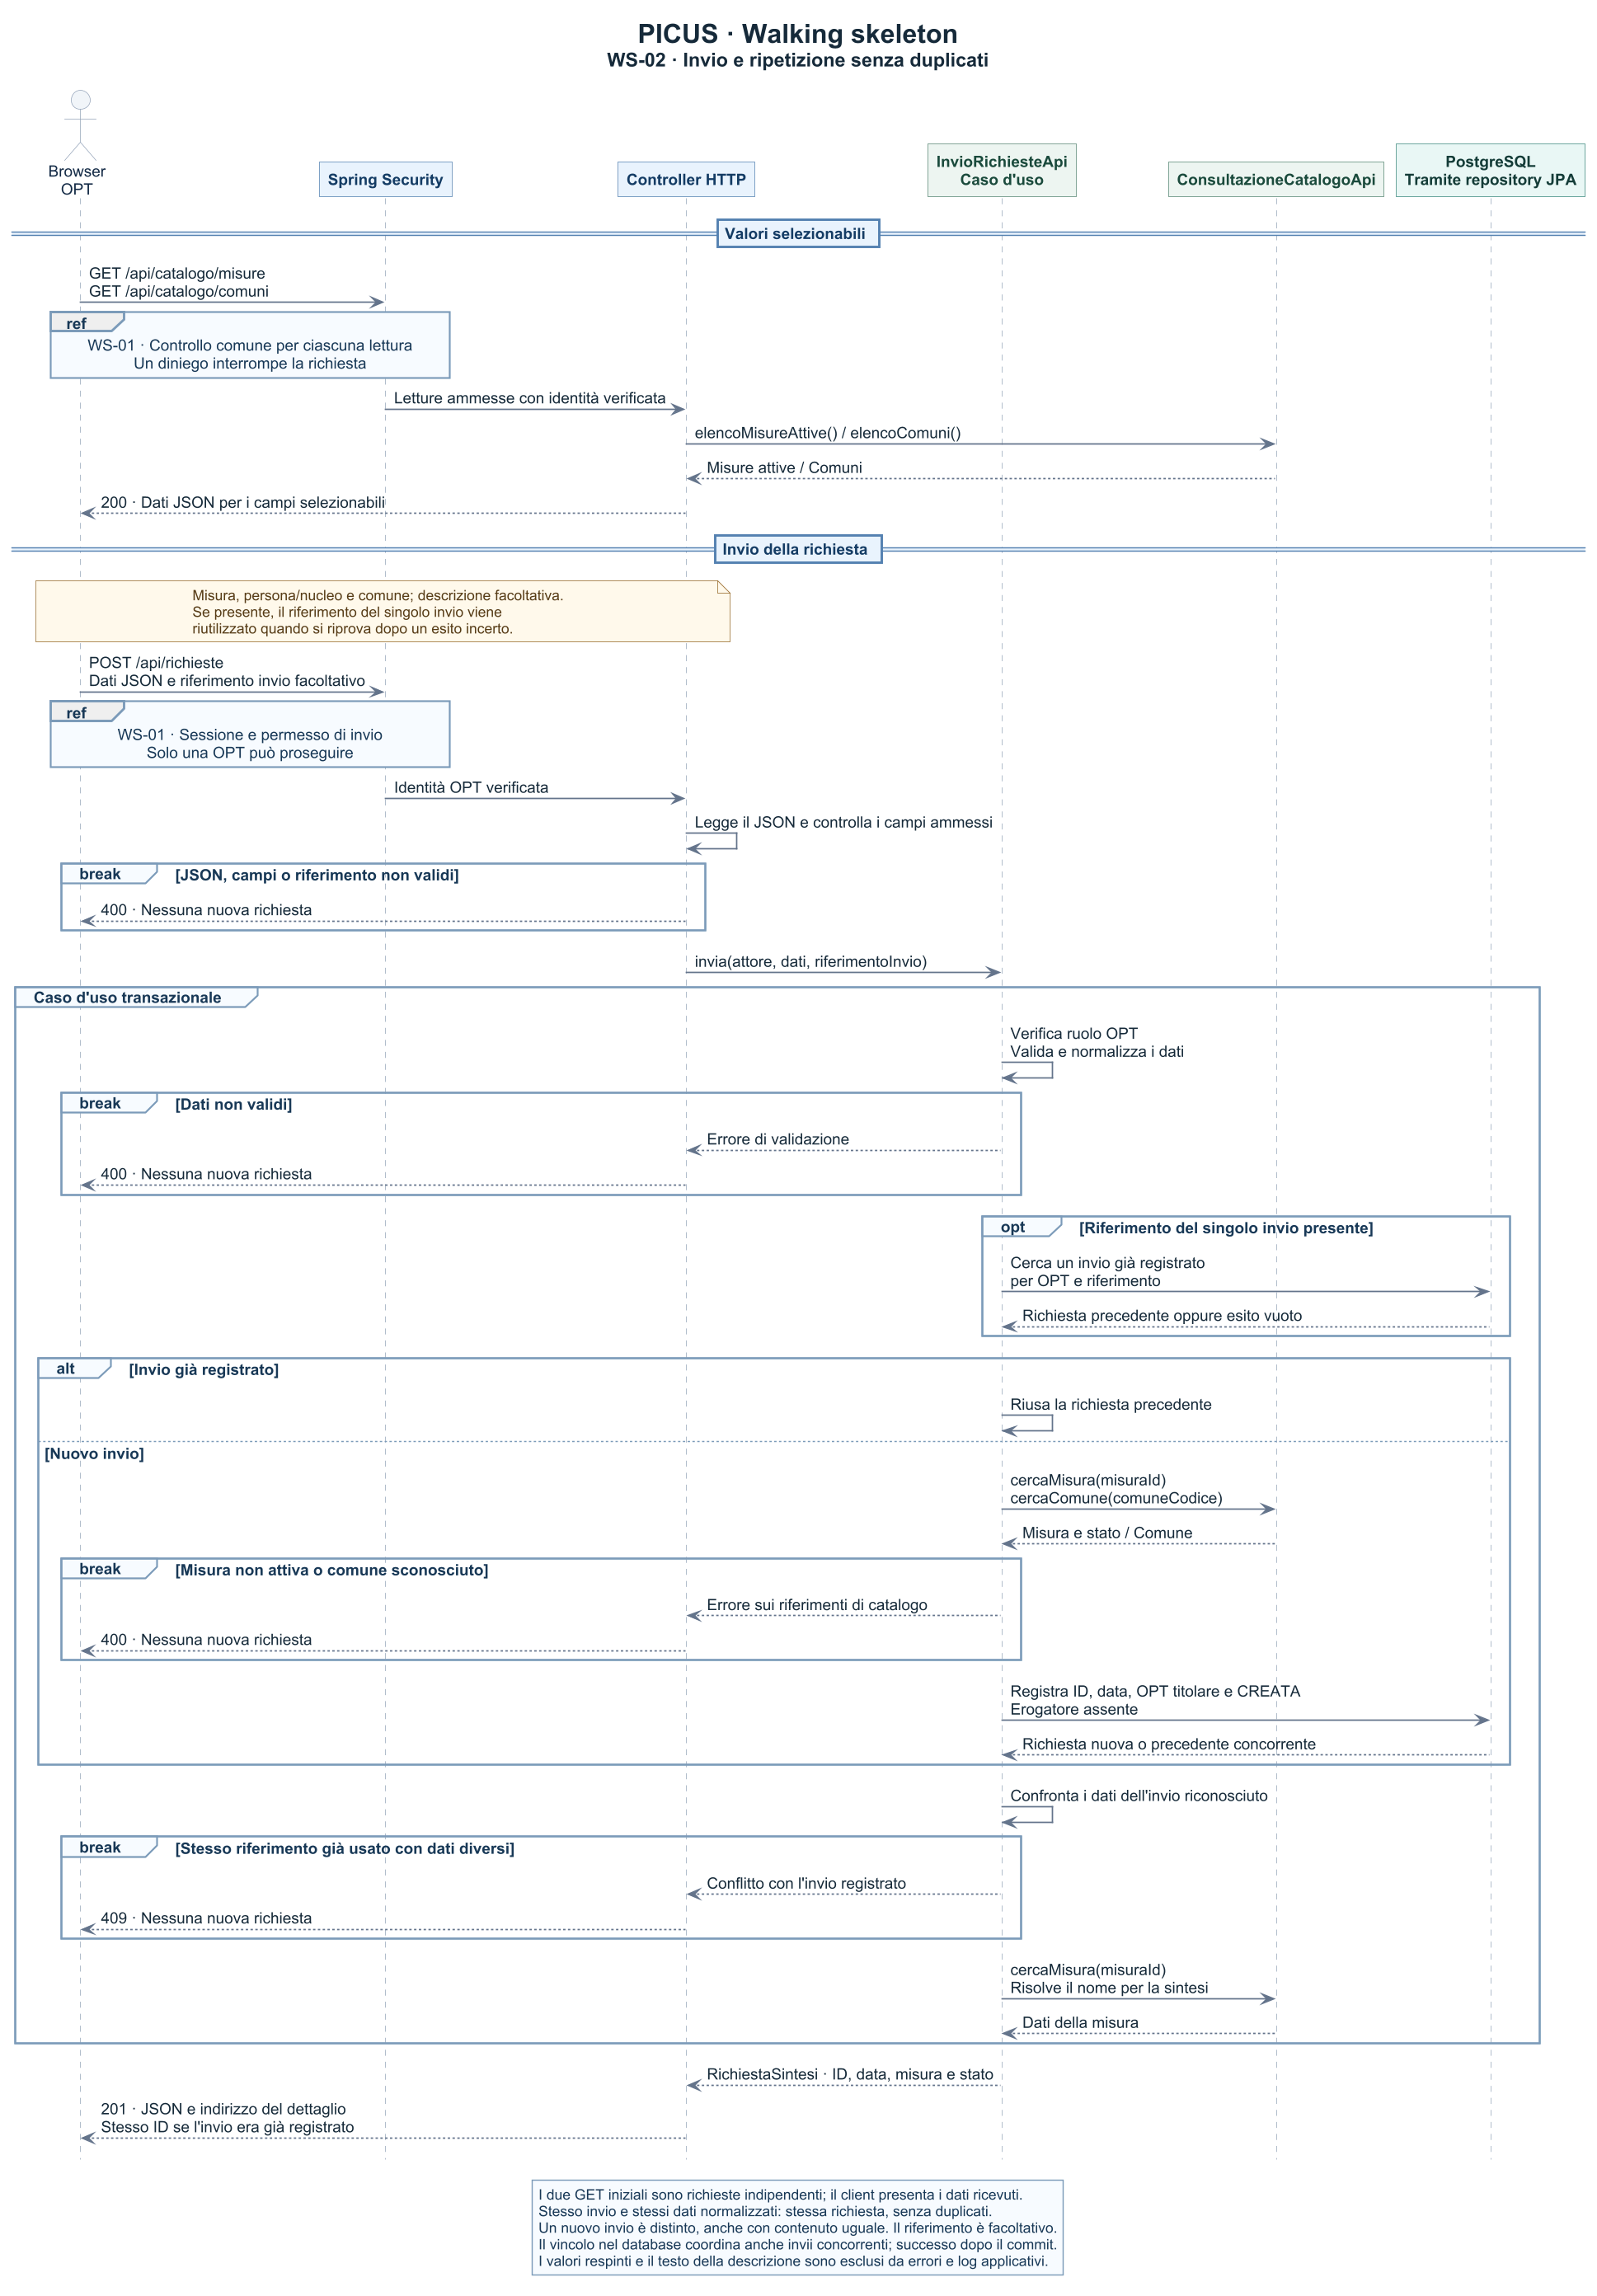 PICUS · Walking skeleton
WS-02 · Invio e ripetizione senza duplicati
Browser
OPT
Spring Security
Controller HTTP
InvioRichiesteApi
Caso d'uso
ConsultazioneCatalogoApi
PostgreSQL
Tramite repository JPA
Valori selezionabili
GET /api/catalogo/misure
GET /api/catalogo/comuni
ref
WS-01 · Controllo comune per ciascuna lettura
Un diniego interrompe la richiesta
Letture ammesse con identità verificata
elencoMisureAttive() / elencoComuni()
Misure attive / Comuni
200 · Dati JSON per i campi selezionabili
Invio della richiesta
Misura, persona/nucleo e comune; descrizione facoltativa.
Se presente, il riferimento del singolo invio viene
riutilizzato quando si riprova dopo un esito incerto.
POST /api/richieste
Dati JSON e riferimento invio facoltativo
ref
WS-01 · Sessione e permesso di invio
Solo una OPT può proseguire
Identità OPT verificata
Legge il JSON e controlla i campi ammessi
break
[JSON, campi o riferimento non validi]
400 · Nessuna nuova richiesta
invia(attore, dati, riferimentoInvio)
Caso d'uso transazionale
Verifica ruolo OPT
Valida e normalizza i dati
break
[Dati non validi]
Errore di validazione
400 · Nessuna nuova richiesta
opt
[Riferimento del singolo invio presente]
Cerca un invio già registrato
per OPT e riferimento
Richiesta precedente oppure esito vuoto
alt
[Invio già registrato]
Riusa la richiesta precedente
[Nuovo invio]
cercaMisura(misuraId)
cercaComune(comuneCodice)
Misura e stato / Comune
break
[Misura non attiva o comune sconosciuto]
Errore sui riferimenti di catalogo
400 · Nessuna nuova richiesta
Registra ID, data, OPT titolare e CREATA
Erogatore assente
Richiesta nuova o precedente concorrente
Confronta i dati dell'invio riconosciuto
break
[Stesso riferimento già usato con dati diversi]
Conflitto con l'invio registrato
409 · Nessuna nuova richiesta
cercaMisura(misuraId)
Risolve il nome per la sintesi
Dati della misura
RichiestaSintesi · ID, data, misura e stato
201 · JSON e indirizzo del dettaglio
Stesso ID se l'invio era già registrato
I due GET iniziali sono richieste indipendenti; il client presenta i dati ricevuti.
Stesso invio e stessi dati normalizzati: stessa richiesta, senza duplicati.
Un nuovo invio è distinto, anche con contenuto uguale. Il riferimento è facoltativo.
Il vincolo nel database coordina anche invii concorrenti; successo dopo il commit.
I valori respinti e il testo della descrizione sono esclusi da errori e log applicativi.